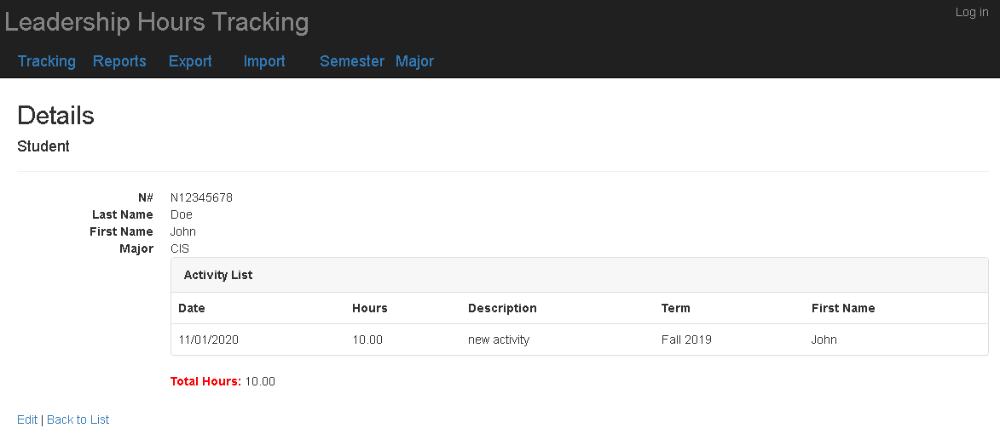 Log in
Leadership Hours Tracking
Tracking Reports Export Import Semester Major
Details
Student
N# N12345678
Last Name Doe
First Name John
Major CIS
Activity List
Date Hours Description Term First Name
11/01/2020 10.00 new activity Fall 2019 John
Total Hours: 10.00
Edit | Back to List